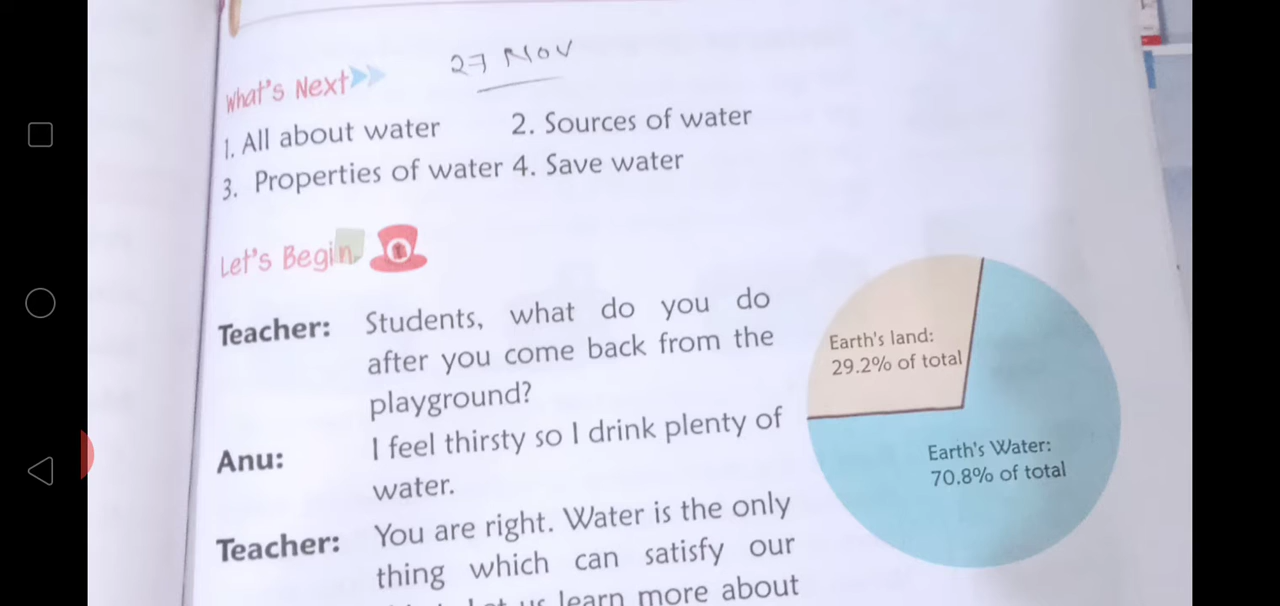 27 Nov
What's Next
1. All about water 2. Sources of water
3. Properties of water 4. Save water
Let's Begin
Teacher: Students, what do you do
after you come back from the
playground?
Anu: I feel thirsty so I drink plenty of
water.
Teacher: You are right. Water is the only
thing which can satisfy our
us learn more about
Earth's land:
29.2% of total
Earth's Water:
70.8% of total